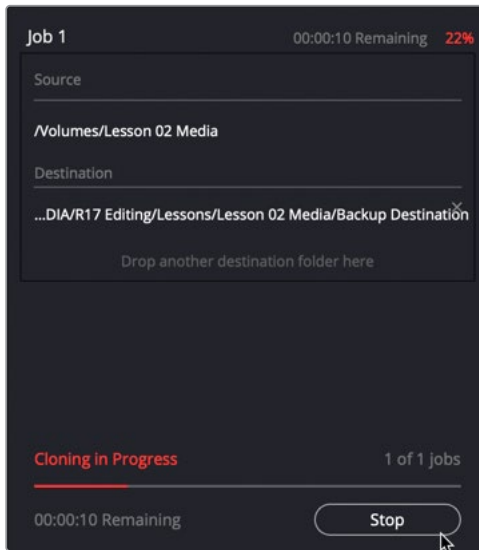 Job 1 00:00:10 Remaining 22%
Source
/Volumes/Lesson 02 Media
Destination
...DIA/R17 Editing/Lessons/Lesson 02 Media/Backup Destination
Drop another destination folder here
Cloning in Progress 1 of 1 jobs
00:00:10 Remaining Stop